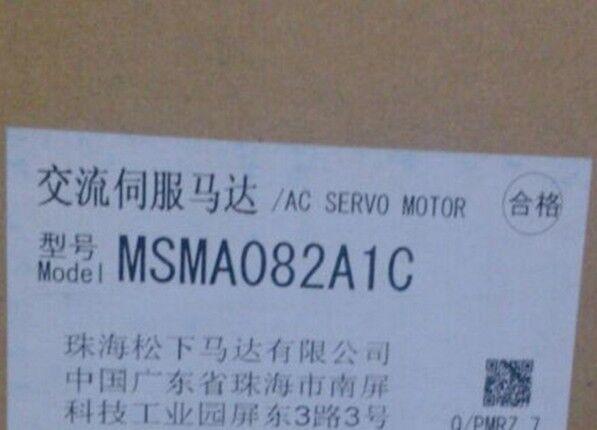 交流伺服马达 /AC SERVO MOTOR 合格
型号
Model MSMA082A1C
珠海松下马达有限公司
中国广东省珠海市南屏
科技工业园屏东3路3号
Q/PMRZ 7